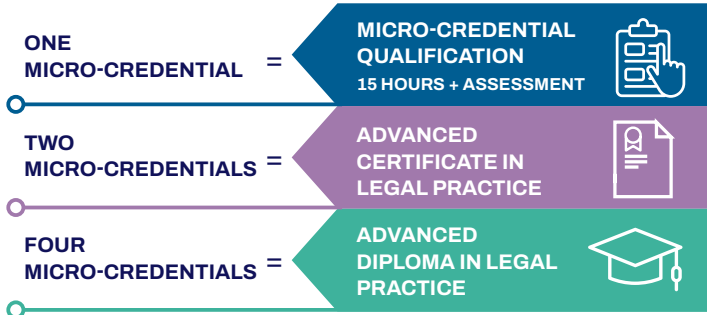 ONE
MICRO-CREDENTIAL =
MICRO-CREDENTIAL
QUALIFICATION
15 HOURS + ASSESSMENT
TWO
MICRO-CREDENTIALS =
ADVANCED
CERTIFICATE IN
LEGAL PRACTICE
FOUR
MICRO-CREDENTIALS =
ADVANCED
DIPLOMA IN LEGAL
PRACTICE